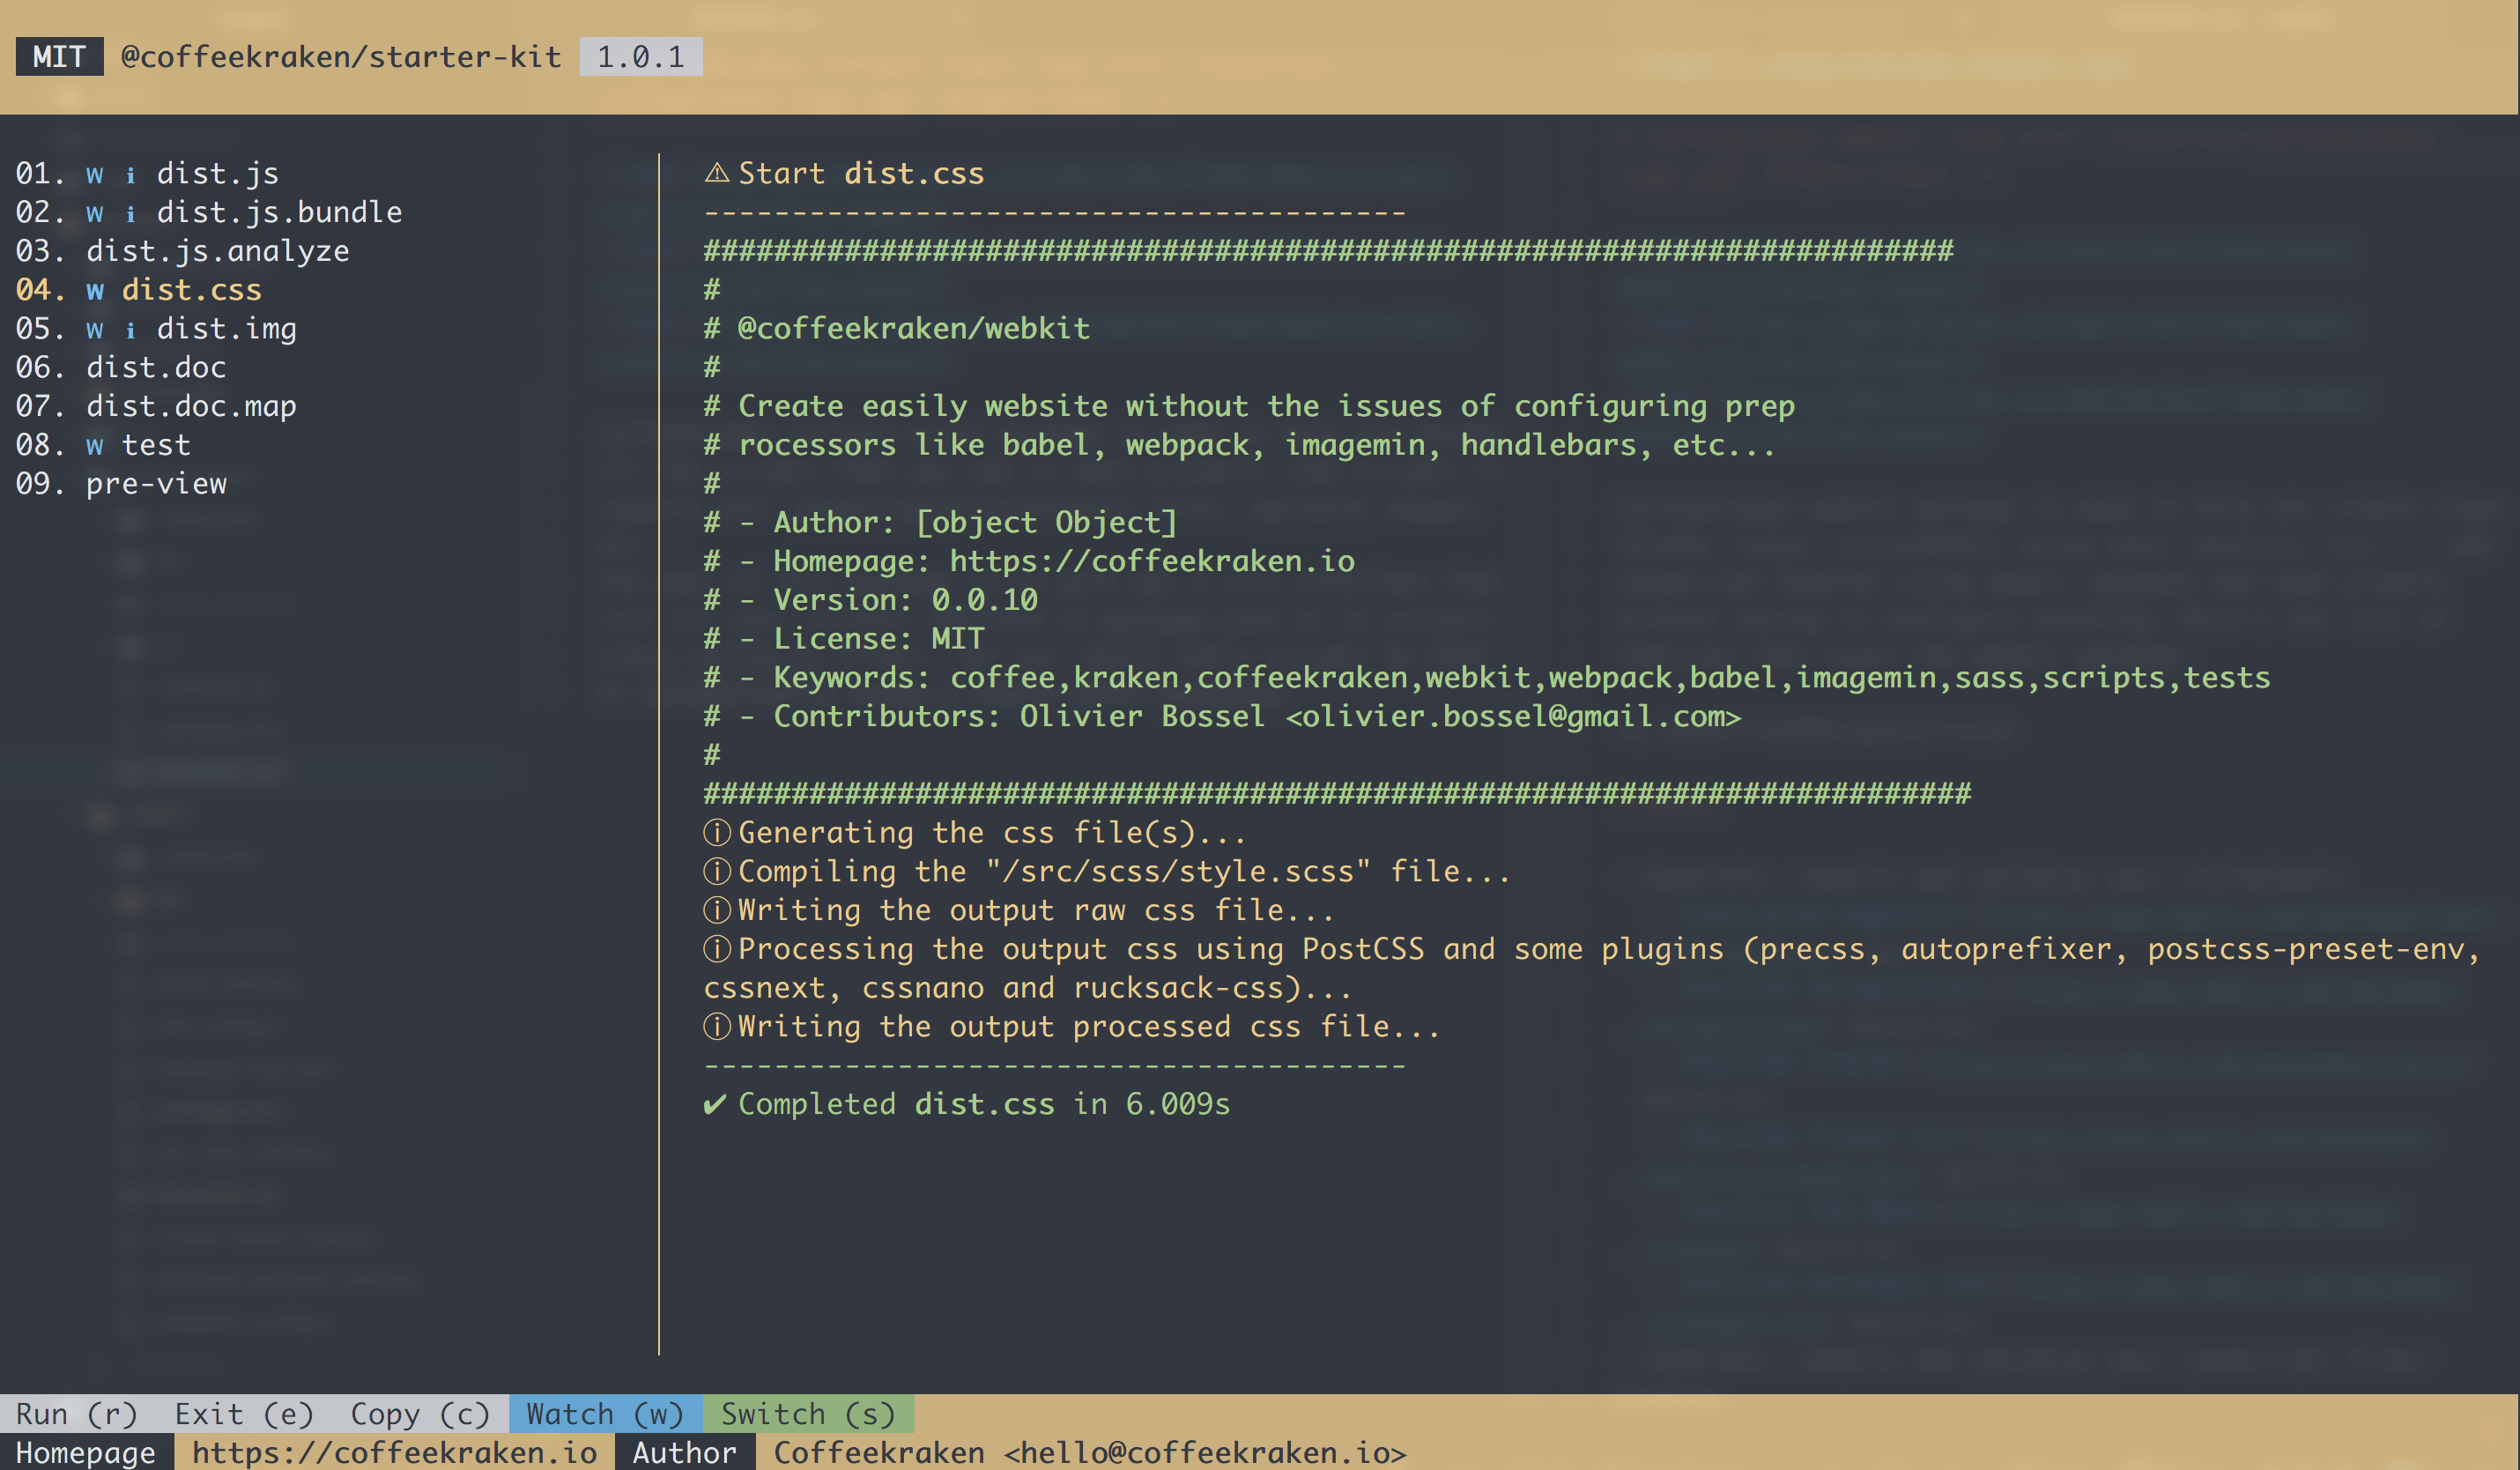 MIT @coffeekraken/starter-kit 1.0.1
01. w i dist.js
02. w i dist.js.bundle
03. dist.js.analyze
04. w dist.css
05. w i dist.img
06. dist.doc
07. dist.doc.map
08. w test
09. pre-view
⚠ Start dist.css
----------------------------------------
#######################################################################
#
# @coffeekraken/webkit
#
# Create easily website without the issues of configuring prep
# rocessors like babel, webpack, imagemin, handlebars, etc...
#
# - Author: [object Object]
# - Homepage: https://coffeekraken.io
# - Version: 0.0.10
# - License: MIT
# - Keywords: coffee,kraken,coffeekraken,webkit,webpack,babel,imagemin,sass,scripts,tests
# - Contributors: Olivier Bossel <olivier.bossel@gmail.com>
#
########################################################################
ⓘ Generating the css file(s)...
ⓘ Compiling the "/src/scss/style.scss" file...
ⓘ Writing the output raw css file...
ⓘ Processing the output css using PostCSS and some plugins (precss, autoprefixer, postcss-preset-env,
cssnext, cssnano and rucksack-css)...
ⓘ Writing the output processed css file...
----------------------------------------
✔ Completed dist.css in 6.009s
Run (r) Exit (e) Copy (c) Watch (w) Switch (s)
Homepage https://coffeekraken.io Author Coffeekraken <hello@coffeekraken.io>